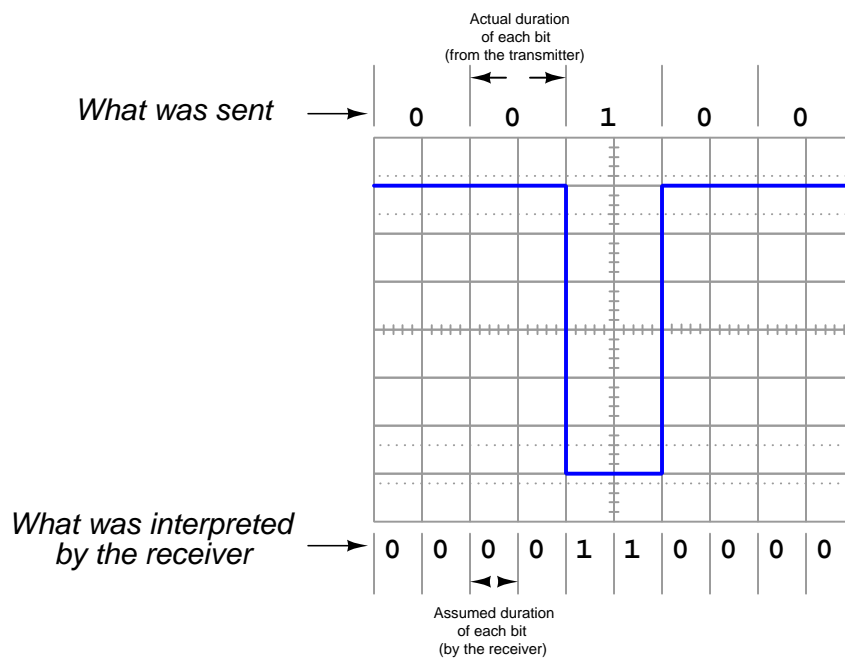 Actual duration
of each bit
(from the transmitter)
What was sent
0 0 1 0 0
What was interpreted
by the receiver
0 0 0 0 1 1 0 0 0 0
Assumed duration
of each bit
(by the receiver)